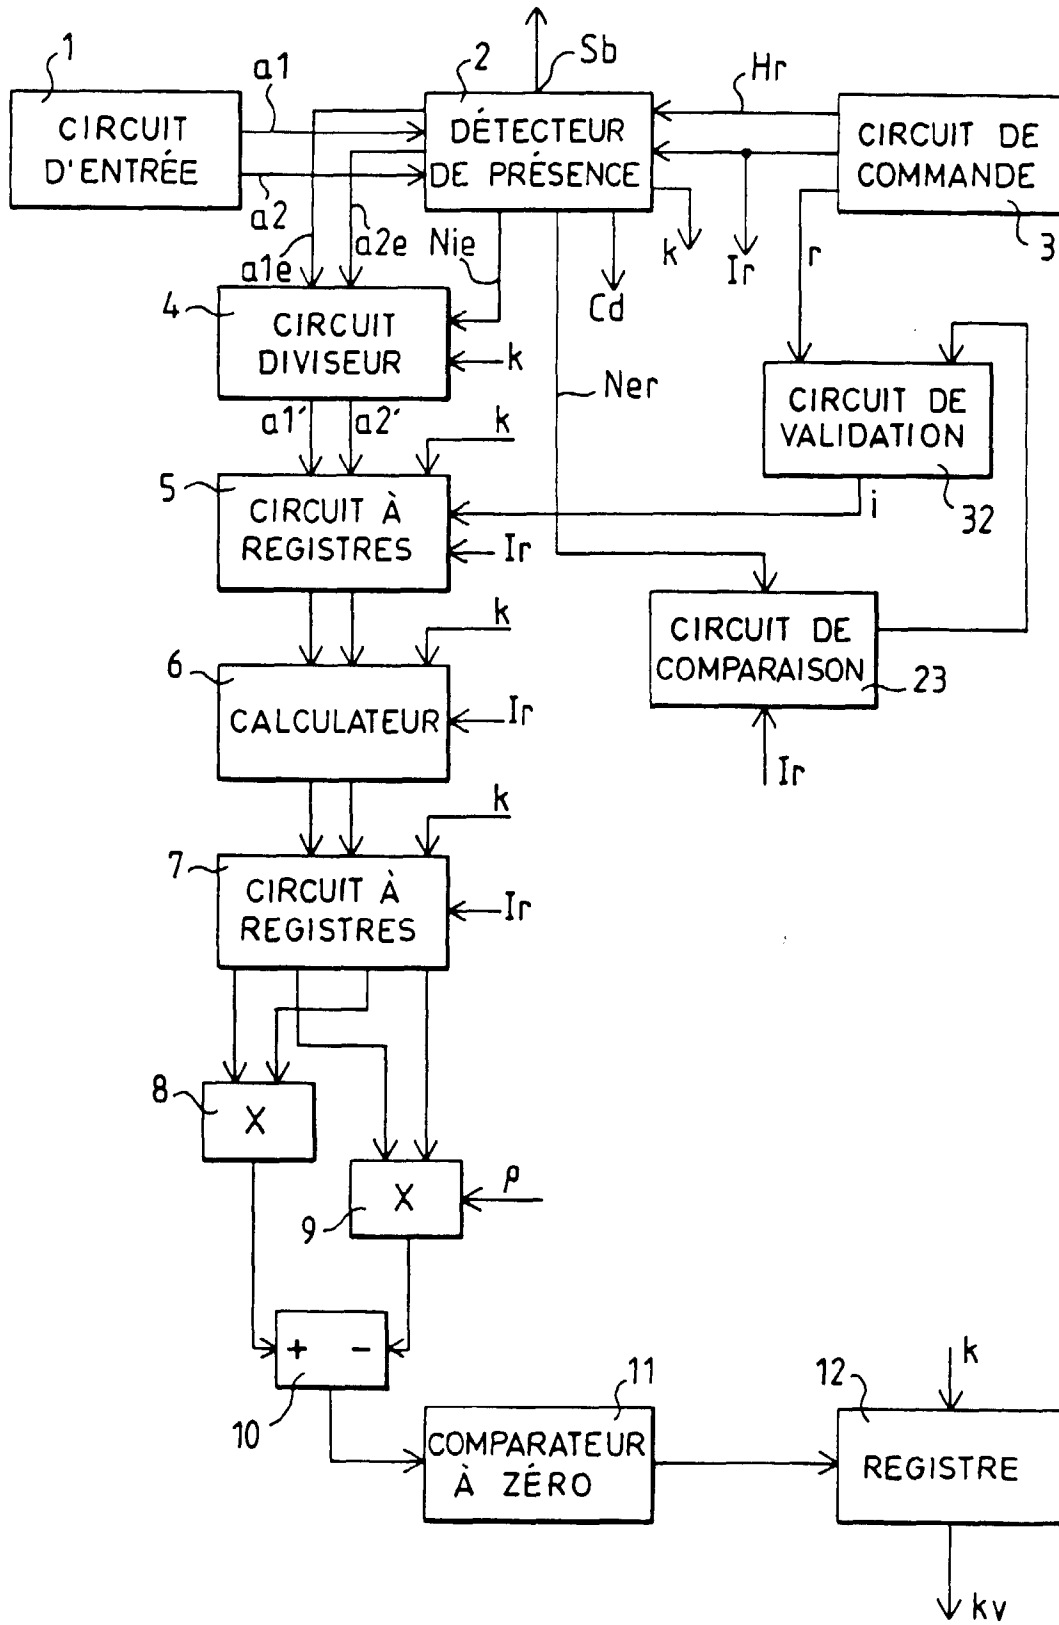 1
a1
2
Sb
Hr
CIRCUIT
D'ENTRÉE
DÉTECTEUR
DE PRÉSENCE
CIRCUIT DE
COMMANDE
a2
a1e
a2e
Nie
Cd
k
Ir
r
3
4
CIRCUIT
DIVISEUR
k
Ner
CIRCUIT DE
VALIDATION
32
a1'
a2'
k
i
5
CIRCUIT À
REGISTRES
Ir
k
CIRCUIT DE
COMPARAISON
23
6
CALCULATEUR
Ir
Ir
k
7
CIRCUIT À
REGISTRES
Ir
8
X
ρ
X
9
+ -
10
11
COMPARATEUR
À ZÉRO
12
k
REGISTRE
kv